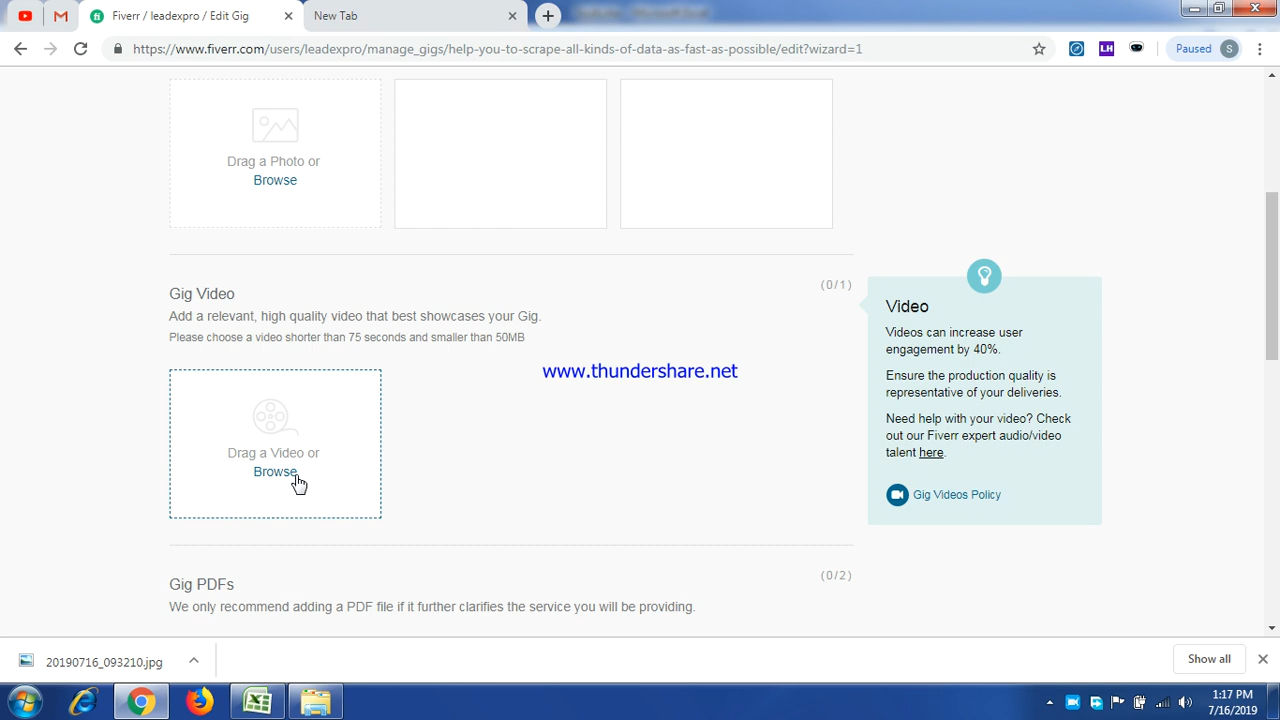 Fiverr / leadexpro / Edit Gig
New Tab
https://www.fiverr.com/users/leadexpro/manage_gigs/help-you-to-scrape-all-kinds-of-data-as-fast-as-possible/edit?wizard=1
LH
Paused
S
Drag a Photo or
Browse
Gig Video
(0/1)
Add a relevant, high quality video that best showcases your Gig.
Please choose a video shorter than 75 seconds and smaller than 50MB
www.thundershare.net
Drag a Video or
Browse
Video
Videos can increase user
engagement by 40%.
Ensure the production quality is
representative of your deliveries.
Need help with your video? Check
out our Fiverr expert audio/video
talent here.
Gig Videos Policy
Gig PDFs
(0/2)
We only recommend adding a PDF file if it further clarifies the service you will be providing.
20190716_093210.jpg
Show all
1:17 PM
7/16/2019